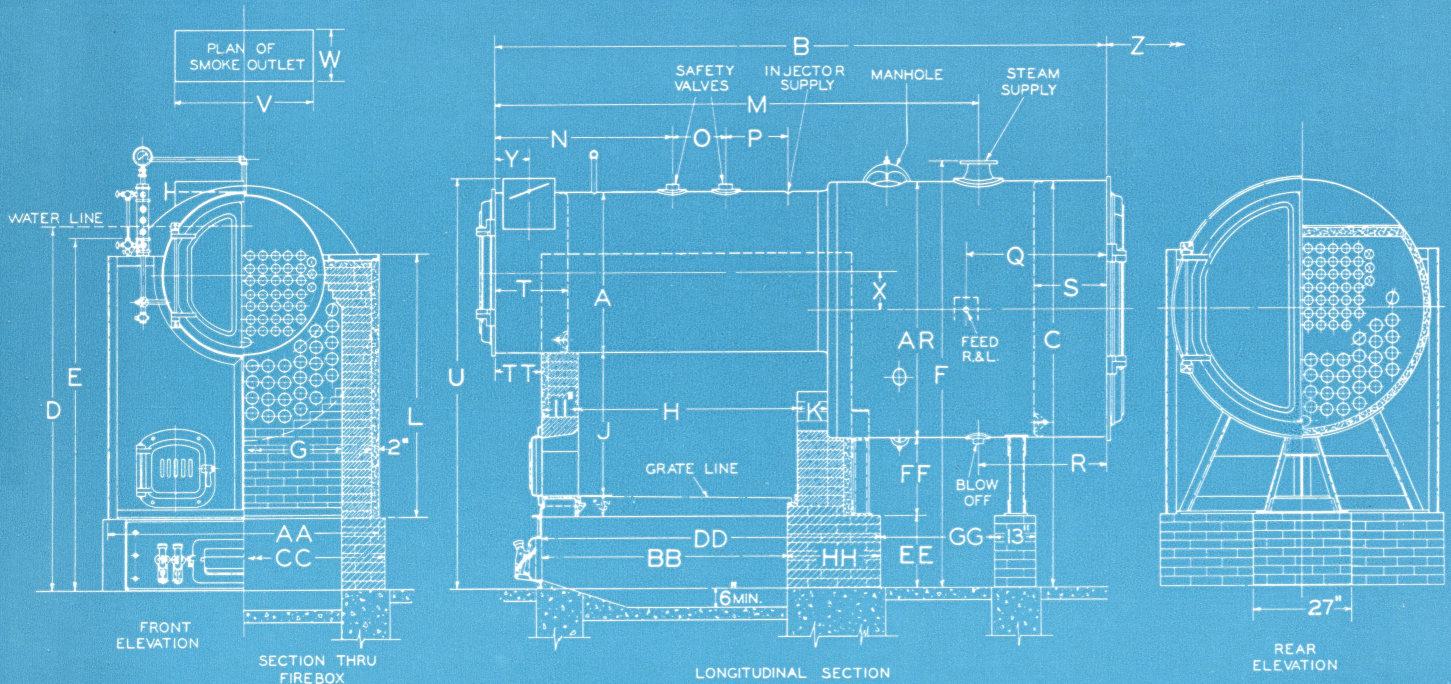 PLAN OF
SMOKE OUTLET
W
V
WATER LINE
E
D
L
G
2"
AA
CC
FRONT
ELEVATION
SECTION THRU
FIREBOX
B
Z
SAFETY
VALVES
INJECTOR
SUPPLY
MANHOLE
STEAM
SUPPLY
M
N
O
P
Y
Q
T
A
X
S
FEED
R.&L.
AR
F
C
U
TT
11"
H
K
J
GRATE LINE
FF
BLOW
OFF
R
DD
GG
13"
BB
HH
EE
6" MIN.
LONGITUDINAL SECTION
27"
REAR
ELEVATION